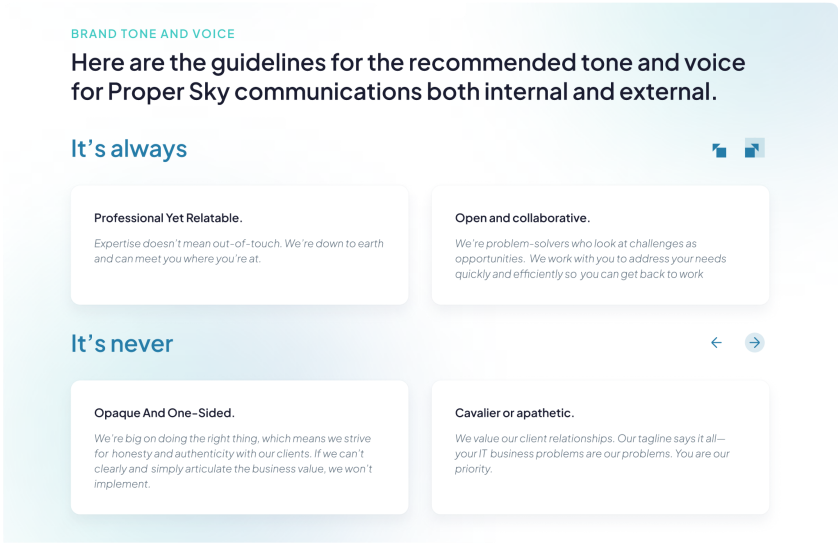 BRAND TONE AND VOICE
Here are the guidelines for the recommended tone and voice
for Proper Sky communications both internal and external.
It’s always
Professional Yet Relatable.
Expertise doesn’t mean out-of-touch. We’re down to earth
and can meet you where you’re at.
Open and collaborative.
We’re problem-solvers who look at challenges as
opportunities. We work with you to address your needs
quickly and efficiently so you can get back to work
It’s never
Opaque And One-Sided.
We’re big on doing the right thing, which means we strive
for honesty and authenticity with our clients. If we can’t
clearly and simply articulate the business value, we won’t
implement.
Cavalier or apathetic.
We value our client relationships. Our tagline says it all—
your IT business problems are our problems. You are our
priority.